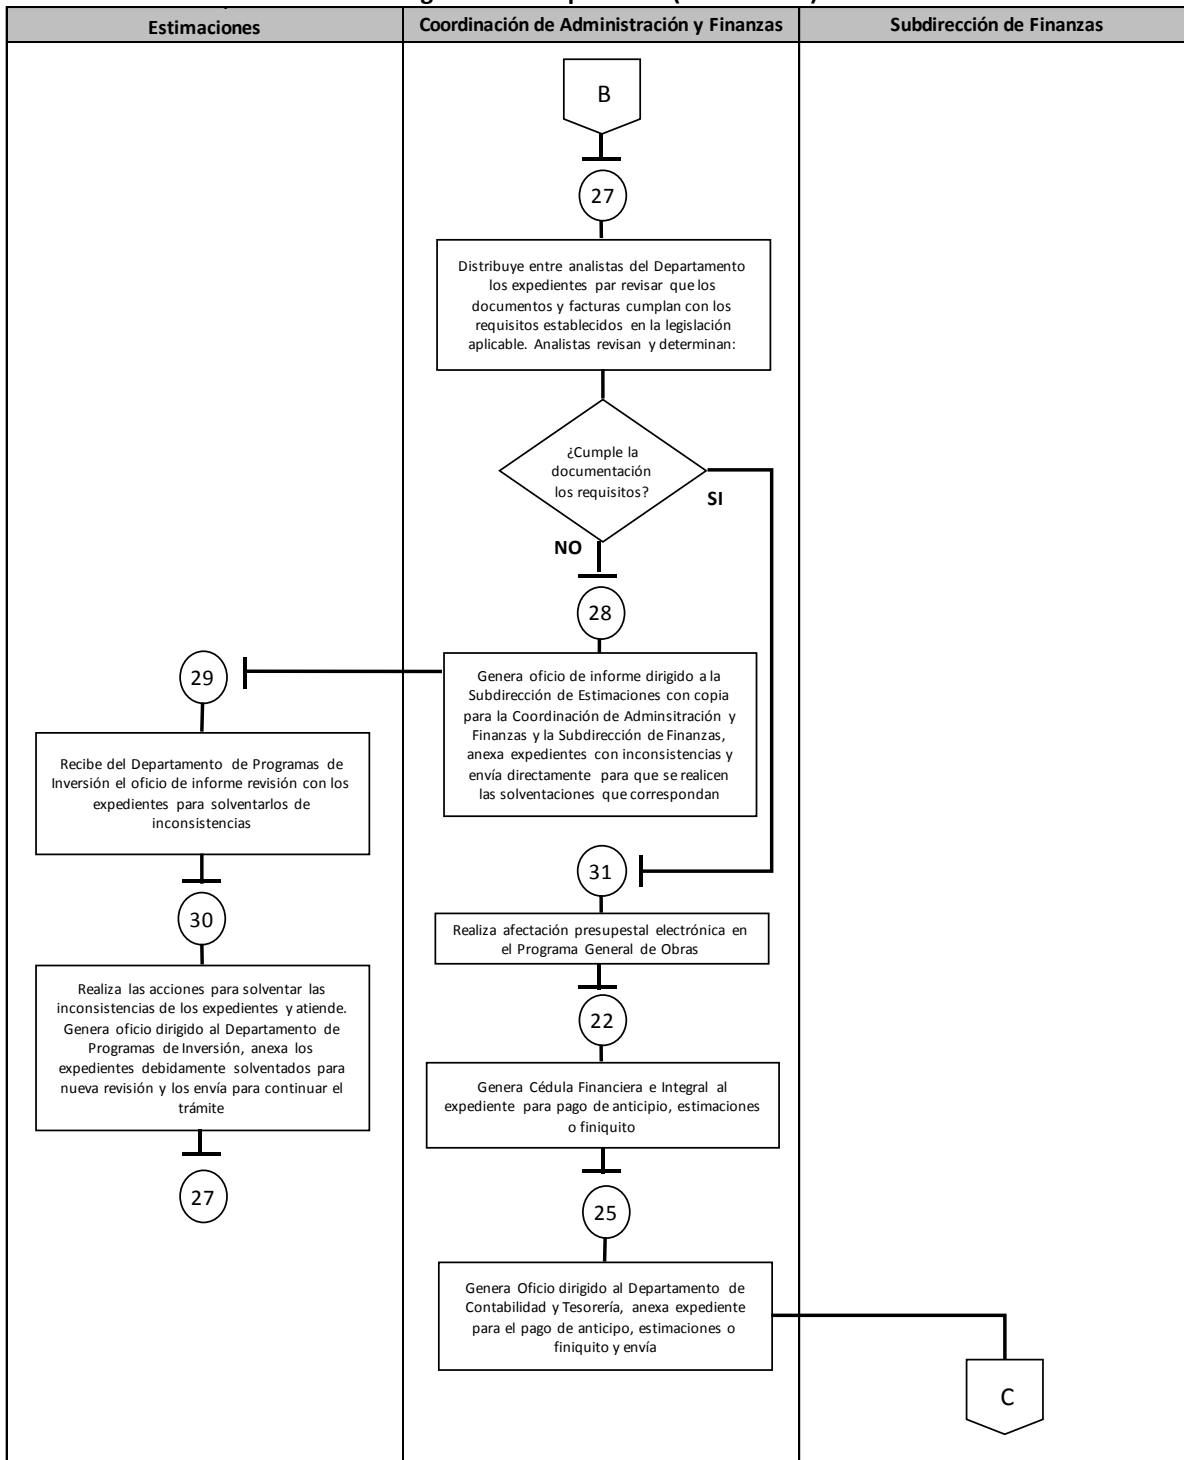 Estimaciones
Coordinación de Administración y Finanzas
Subdirección de Finanzas
B
27
Distribuye entre analistas del Departamento
los expedientes par revisar que los
documentos y facturas cumplan con los
requisitos establecidos en la legislación
aplicable. Analistas revisan y determinan:
¿Cumple la
documentación
los requisitos?
SI
NO
28
Genera oficio de informe dirigido a la
Subdirección de Estimaciones con copia
para la Coordinación de Adminsitración y
Finanzas y la Subdirección de Finanzas,
anexa expedientes con inconsistencias y
envía directamente para que se realicen
las solventaciones que correspondan
29
Recibe del Departamento de Programas de
Inversión el oficio de informe revisión con los
expedientes para solventarlos de
inconsistencias
30
Realiza las acciones para solventar las
inconsistencias de los expedientes y atiende.
Genera oficio dirigido al Departamento de
Programas de Inversión, anexa los
expedientes debidamente solventados para
nueva revisión y los envía para continuar el
trámite
27
31
Realiza afectación presupestal electrónica en
el Programa General de Obras
22
Genera Cédula Financiera e Integral al
expediente para pago de anticipio, estimaciones
o finiquito
25
Genera Oficio dirigido al Departamento de
Contabilidad y Tesorería, anexa expediente
para el pago de anticipo, estimaciones o
finiquito y envía
C